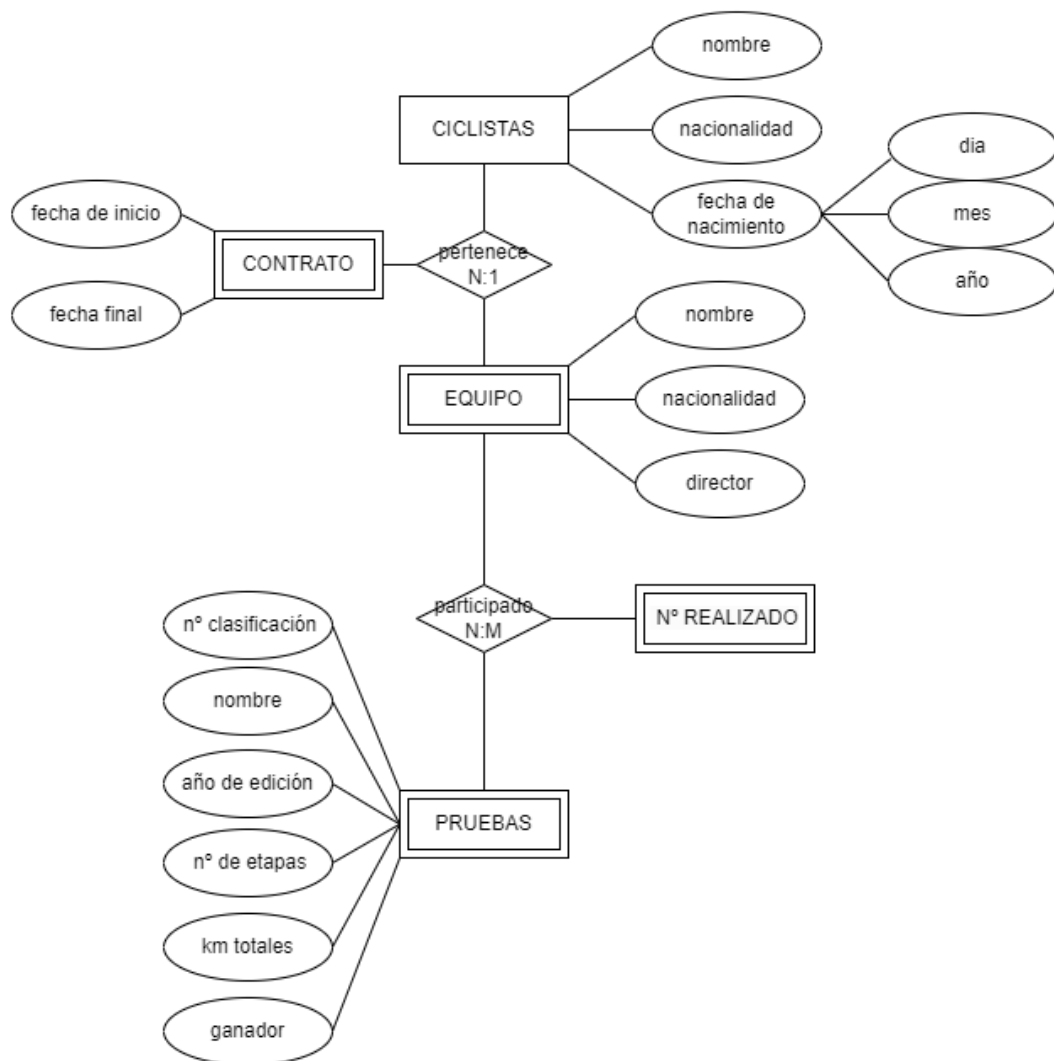 nombre
CICLISTAS
nacionalidad
dia
fecha de
nacimiento
mes
año
fecha de inicio
CONTRATO
pertenece
N:1
fecha final
nombre
EQUIPO
nacionalidad
director
nº clasificación
participado
N:M
Nº REALIZADO
nombre
año de edición
PRUEBAS
nº de etapas
km totales
ganador